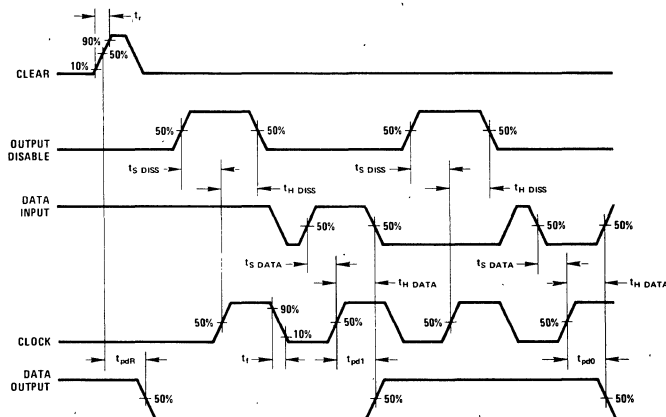 tr
90%
50%
10%
CLEAR
50%
50%
50%
50%
OUTPUT
DISABLE
tS DISS
tS DISS
tH DISS
tH DISS
DATA
INPUT
50%
50%
50%
50%
tS DATA
tS DATA
tH DATA
tH DATA
90%
50%
10%
50%
50%
50%
CLOCK
tpdR
tf
tpd1
tpd0
DATA
OUTPUT
50%
50%
50%